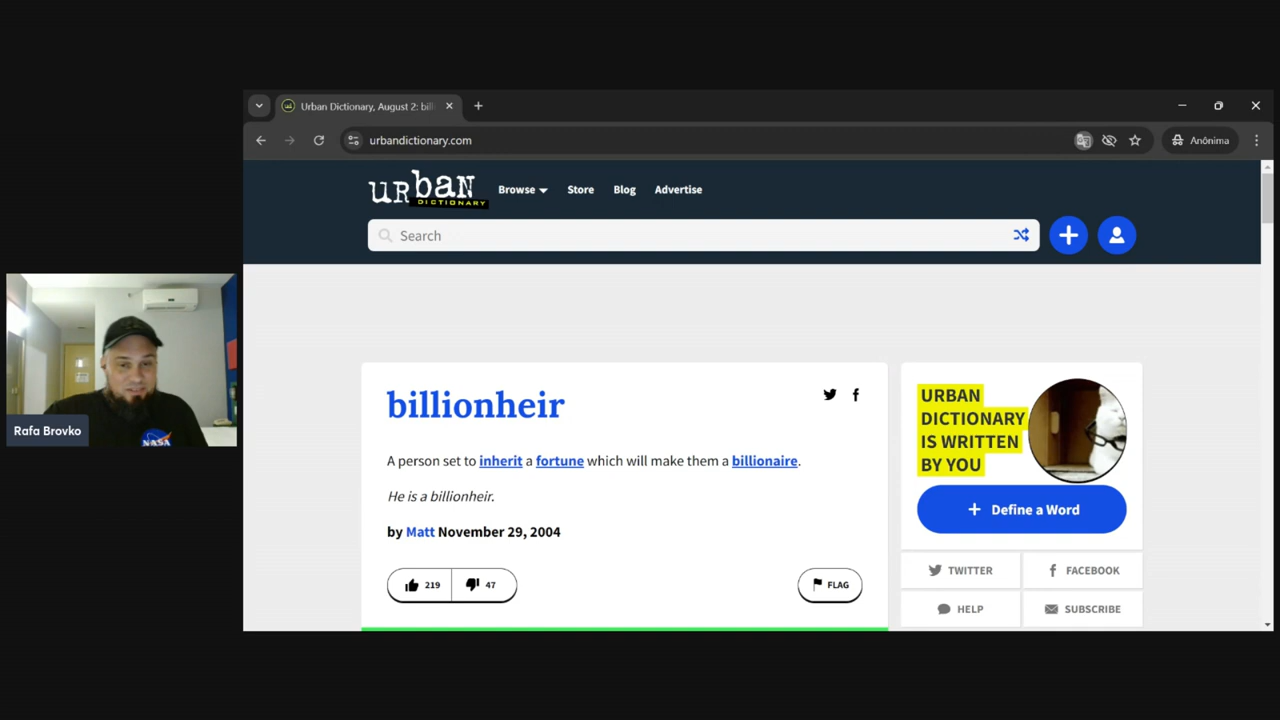 Urban Dictionary, August 2: bill
urbandictionary.com
Anônima
urban
DICTIONARY
Browse
Store
Blog
Advertise
Search
billionheir
A person set to inherit a fortune which will make them a billionaire.
He is a billionheir.
by Matt November 29, 2004
219
47
FLAG
URBAN
DICTIONARY
IS WRITTEN
BY YOU
Define a Word
TWITTER
FACEBOOK
HELP
SUBSCRIBE
NASA
Rafa Brovko